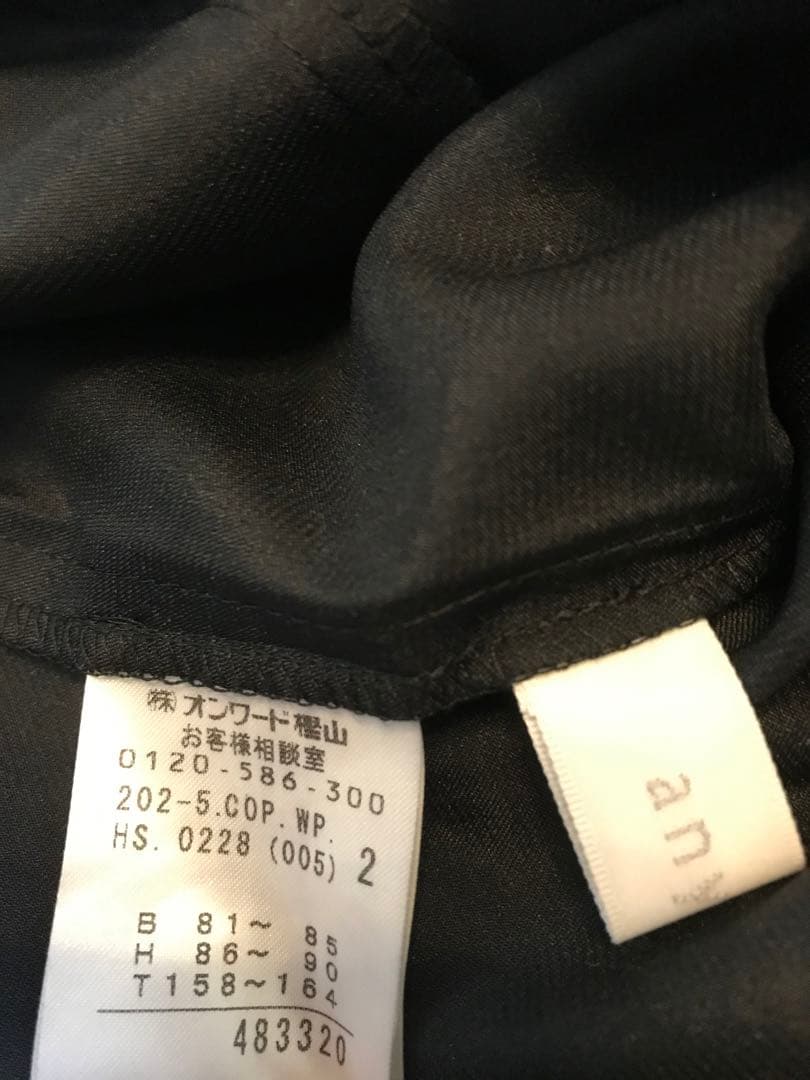 ㈱オンワード樫山
お客様相談室
0120-586-300
202-5.COP.WP.
HS. 0228 (005) 2
B 81~85
H 86~90
T 158~164
483320
an